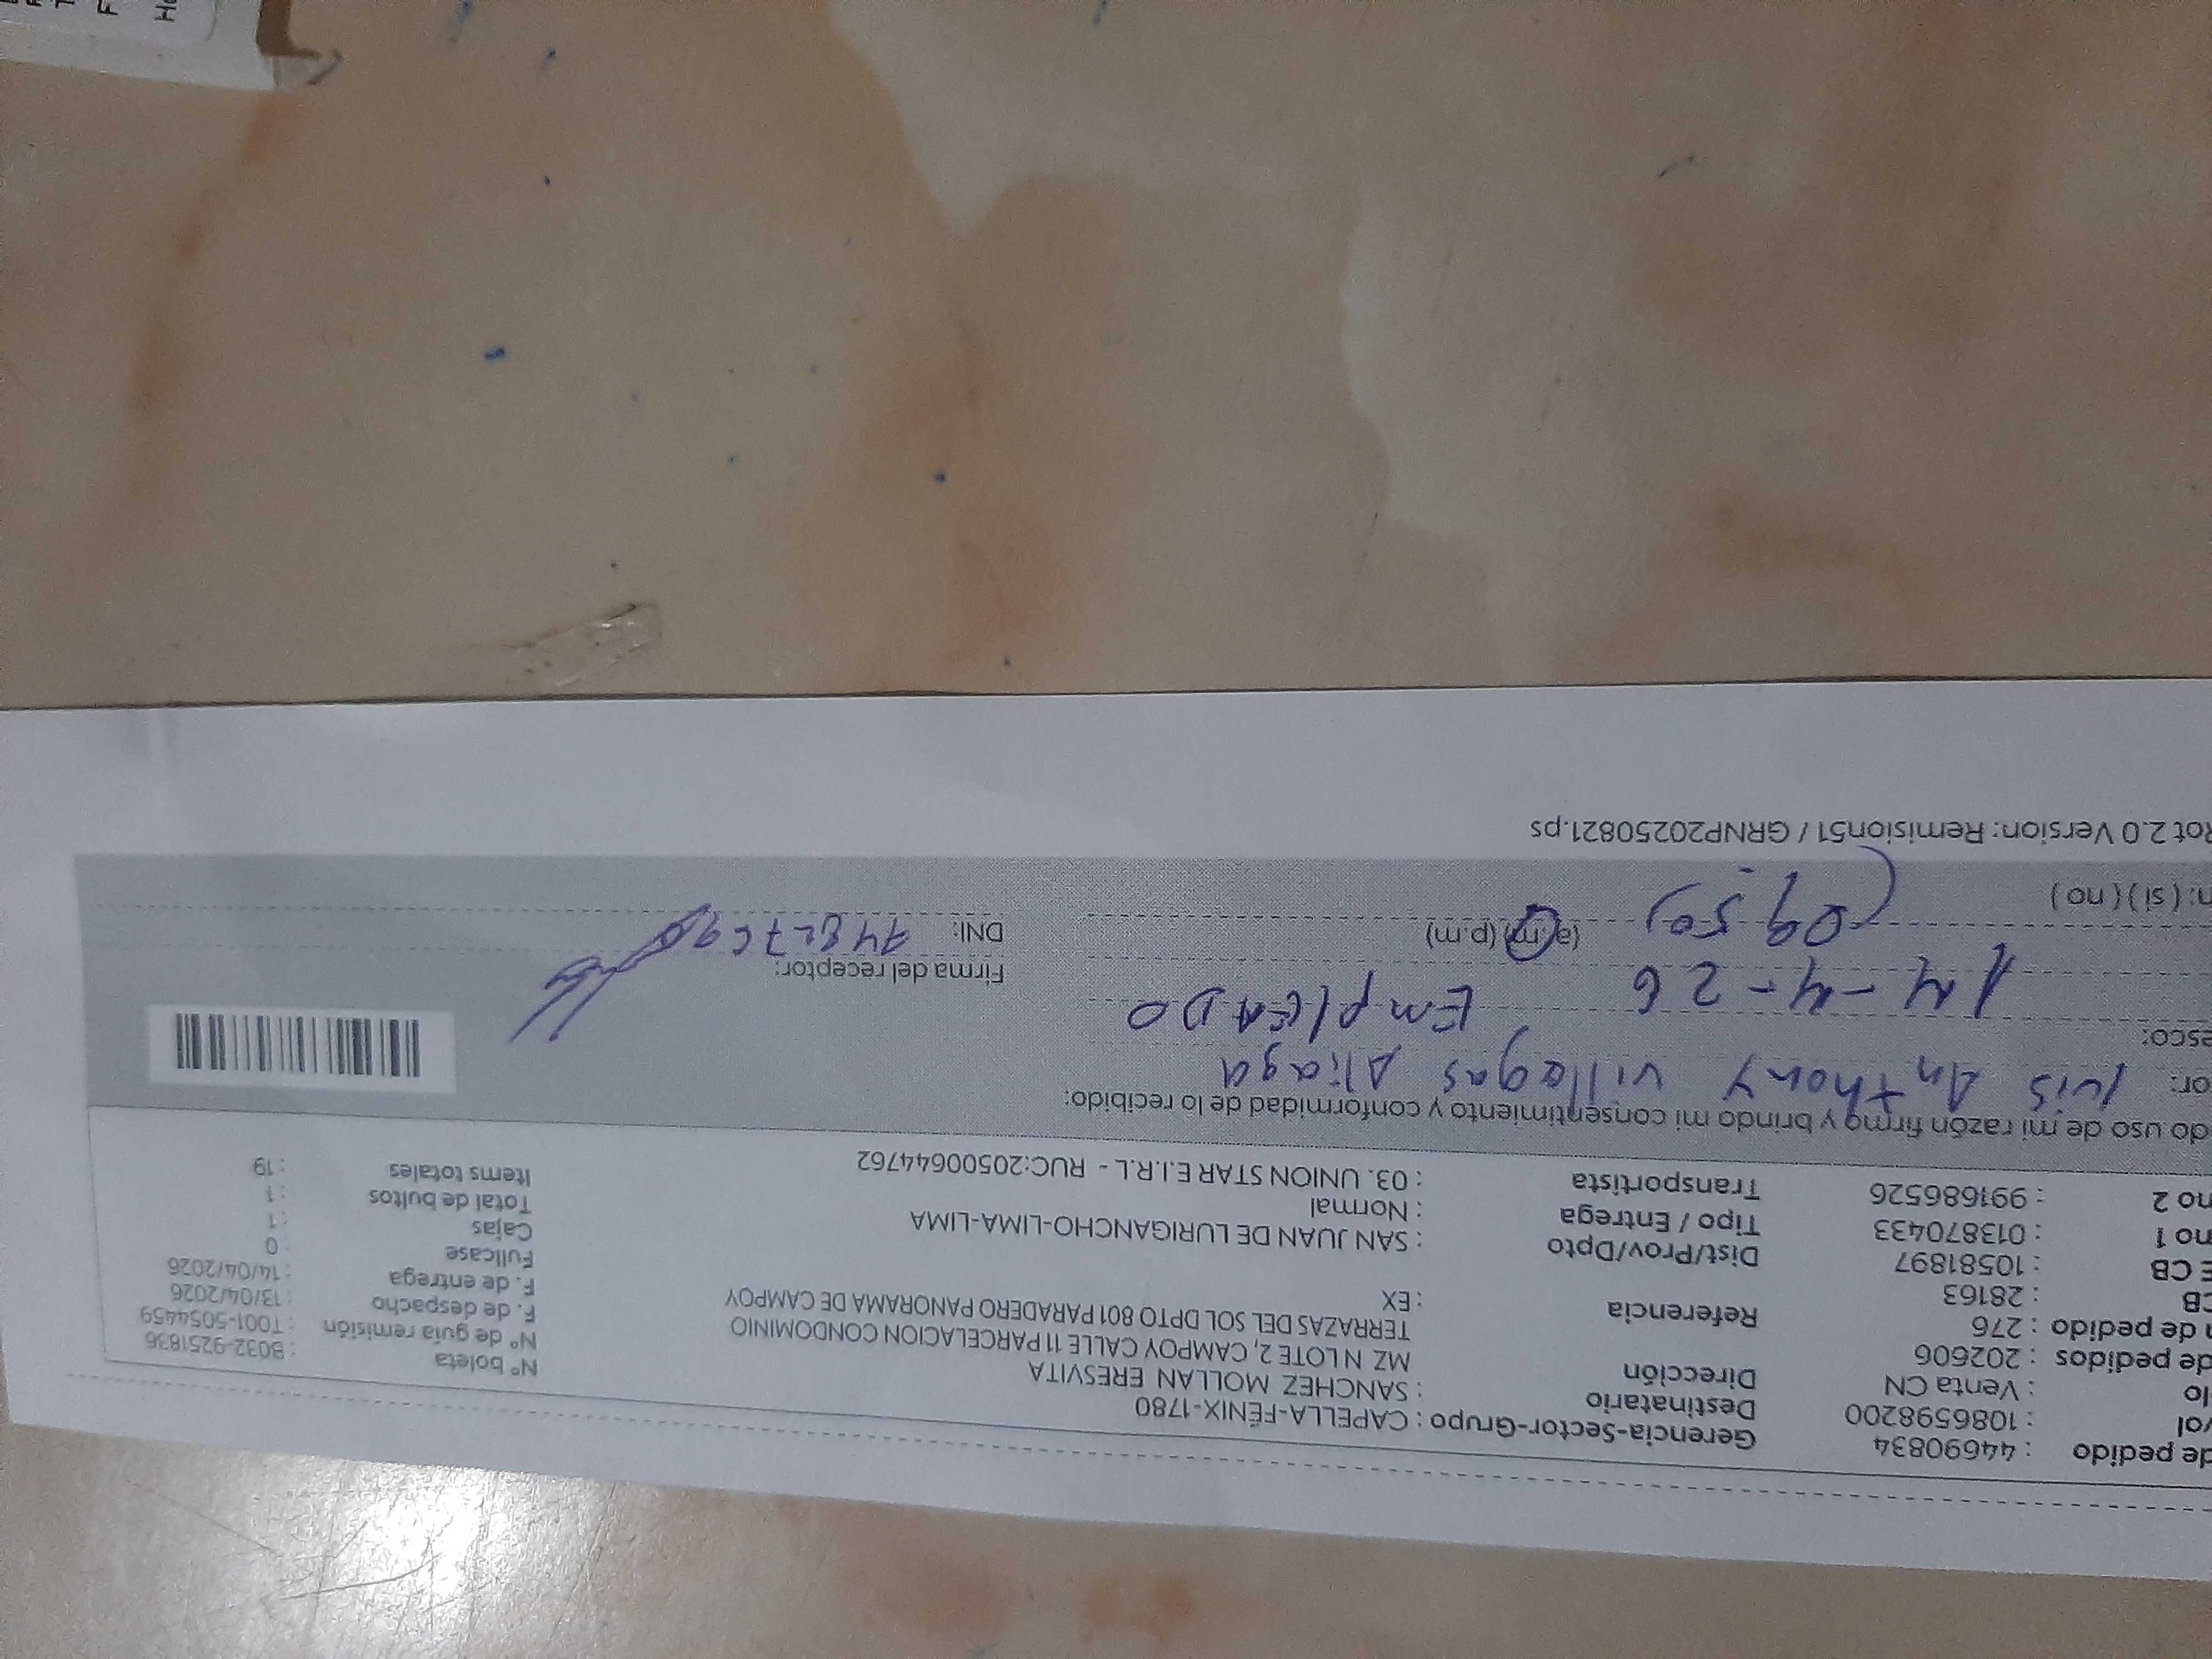 de pedido : 44690834 Gerencia-Sector-Grupo : CAPELLA-FÉNIX-1780
: 1086598200 Destinatario : SANCHEZ MOLLAN ERESVITA Nº boleta : B032-9251836
: Venta CN Dirección MZ N LOTE 2, CAMPOY CALLE 11 PARCELACION CONDOMINIO Nº de guia remisión : T001-5054459
de pedidos : 202606 TERRAZAS DEL SOL DPTO 801 PARADERO PANORAMA DE CAMPOY F. de despacho : 13/04/2026
de pedido : 276 Referencia : EX F. de entrega : 14/04/2026
CB : 28163 Fullcase : 0
E CB : 10581897 Dist/Prov/Dpto : SAN JUAN DE LURIGANCHO-LIMA-LIMA Cajas : 1
no 1 : 013870433 Tipo / Entrega : Normal Total de bultos : 1
no 2 : 991686526 Transportista : 03. UNION STAR E.I.R.L - RUC:20500644762 Items totales : 19
do uso de mi razón firmo y brindo mi consentimiento y conformidad de lo recibido:
or: luis Anthony villegas Aliaga
esco: EmplEADO
14-4-26 Firma del receptor:
(09:50) (a.m) (p.m) DNI:
n: ( si ) ( no )
Rot 2.0 Version: Remision51 / GRNP20250821.ps